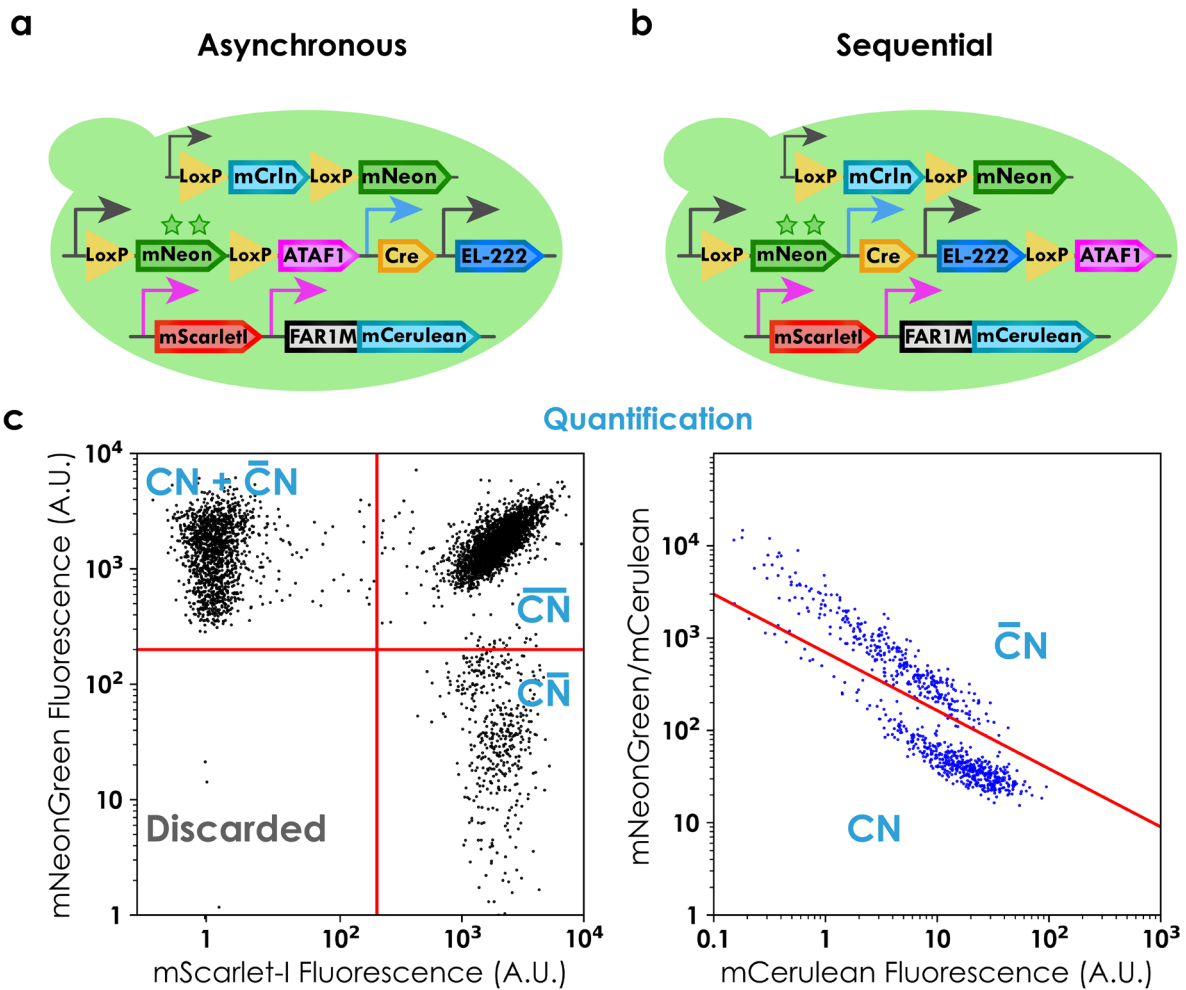 a
Asynchronous
LoxP mCrIn LoxP mNeon
LoxP mNeon LoxP ATAF1 Cre EL-222
mScarletI FAR1M mCerulean
b
Sequential
LoxP mCrIn LoxP mNeon
LoxP mNeon Cre EL-222 LoxP ATAF1
mScarletI FAR1M mCerulean
c
Quantification
mNeonGreen Fluorescence (A.U.)
10⁴
10³
10²
10
1
CN + C̅N
C̅N̅
CN̅
Discarded
1 10² 10³ 10⁴
mScarlet-I Fluorescence (A.U.)
mNeonGreen/mCerulean
10⁴
10³
10²
10
1
C̅N
CN
0.1 1 10 10² 10³
mCerulean Fluorescence (A.U.)